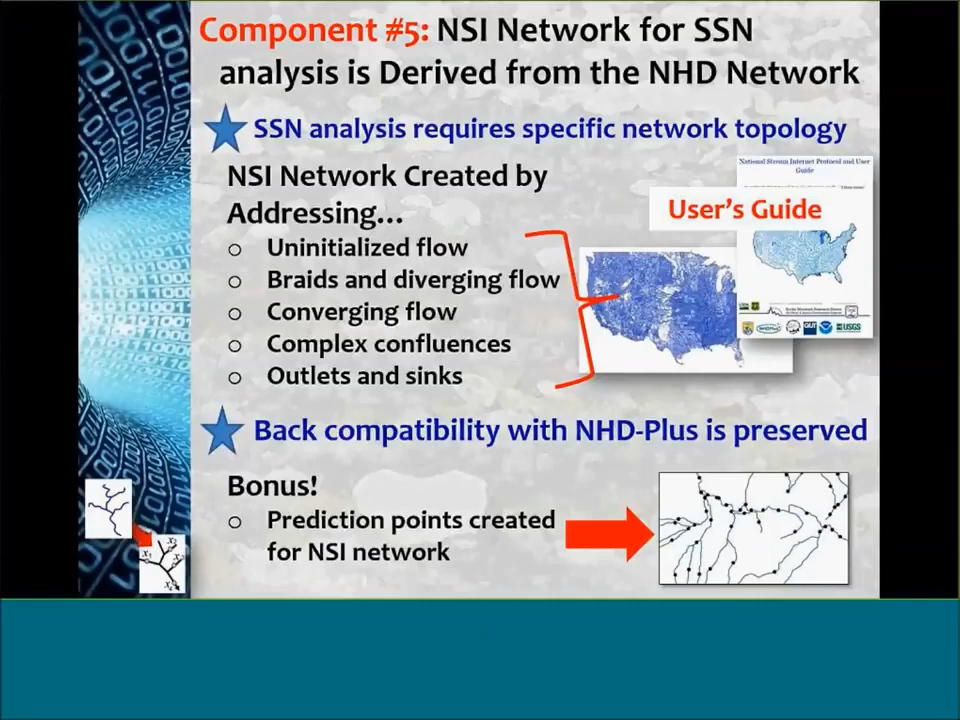 Component #5: NSI Network for SSN
analysis is Derived from the NHD Network
SSN analysis requires specific network topology
NSI Network Created by
Addressing...
o Uninitialized flow
o Braids and diverging flow
o Converging flow
o Complex confluences
o Outlets and sinks
National Stream Internet Protocol and User
Guide
User's Guide
USGS
Back compatibility with NHD-Plus is preserved
Bonus!
o Prediction points created
for NSI network